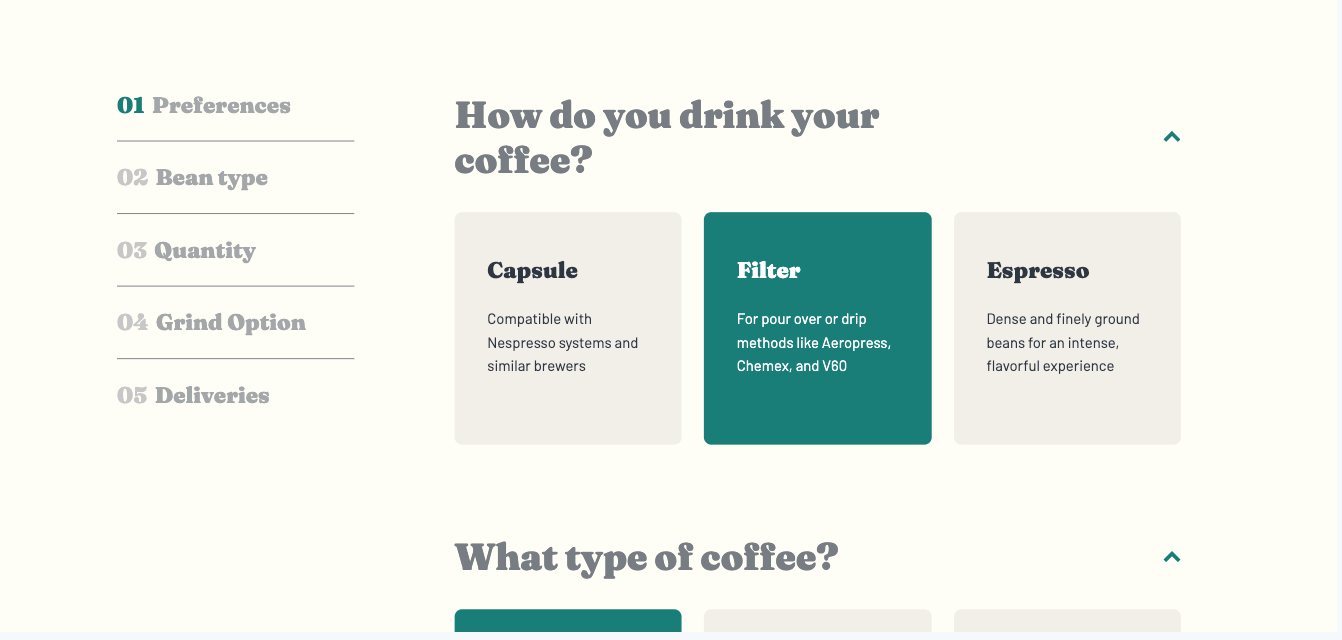 01 Preferences
02 Bean type
03 Quantity
04 Grind Option
05 Deliveries
How do you drink your
coffee?
Capsule
Compatible with
Nespresso systems and
similar brewers
Filter
For pour over or drip
methods like Aeropress,
Chemex, and V60
Espresso
Dense and finely ground
beans for an intense,
flavorful experience
What type of coffee?